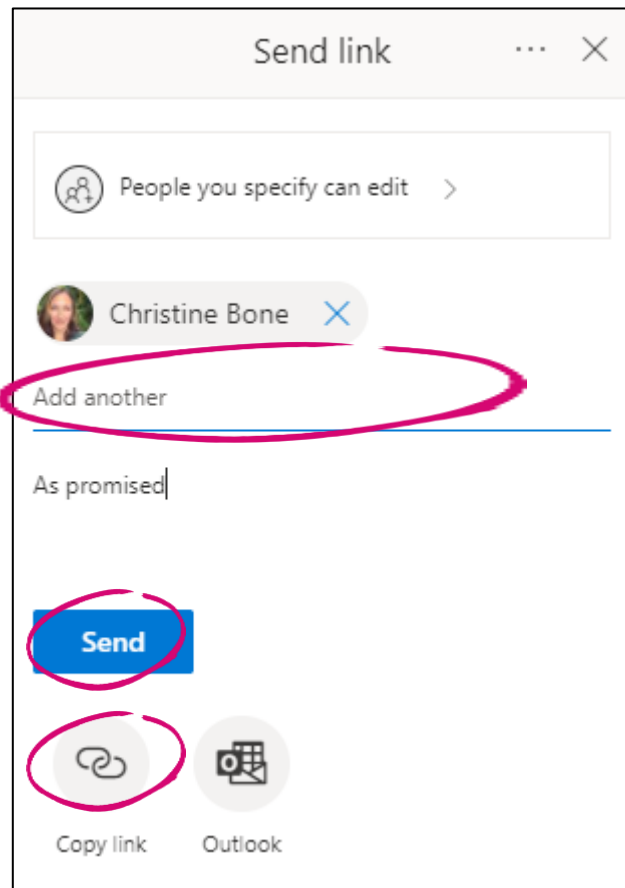 Send link
People you specify can edit
Christine Bone
Add another
As promised
Send
Copy link Outlook